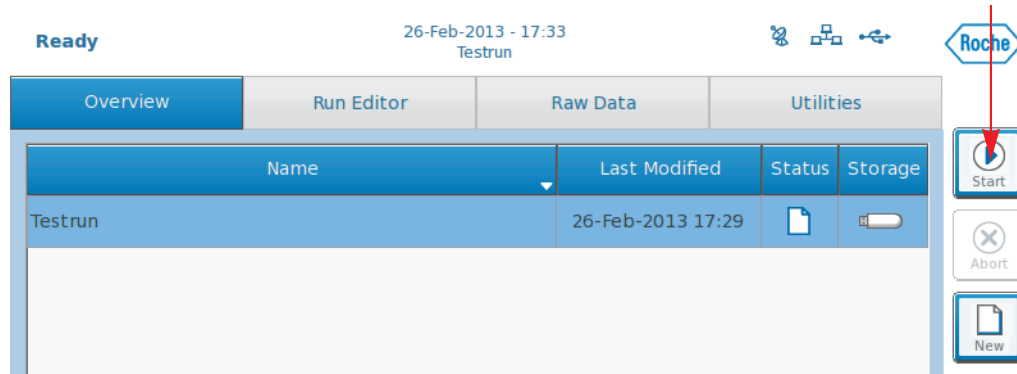 Ready
26-Feb-2013 - 17:33
Testrun
Roche
Overview Run Editor Raw Data Utilities
Name Last Modified Status Storage
Start
Testrun 26-Feb-2013 17:29
Abort
New